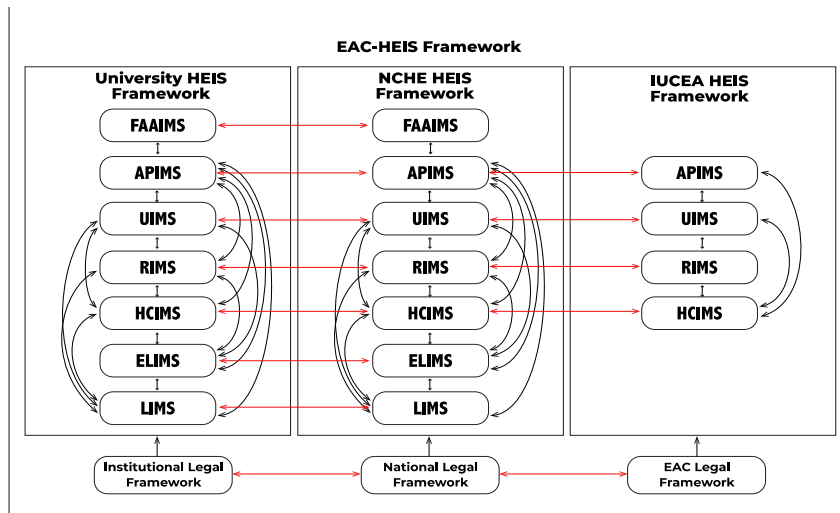 EAC-HEIS Framework
University HEIS
Framework
FAAIMS
APIMS
UIMS
RIMS
HCIMS
ELIMS
LIMS
Institutional Legal
Framework
NCHE HEIS
Framework
FAAIMS
APIMS
UIMS
RIMS
HCIMS
ELIMS
LIMS
National Legal
Framework
IUCEA HEIS
Framework
APIMS
UIMS
RIMS
HCIMS
EAC Legal
Framework